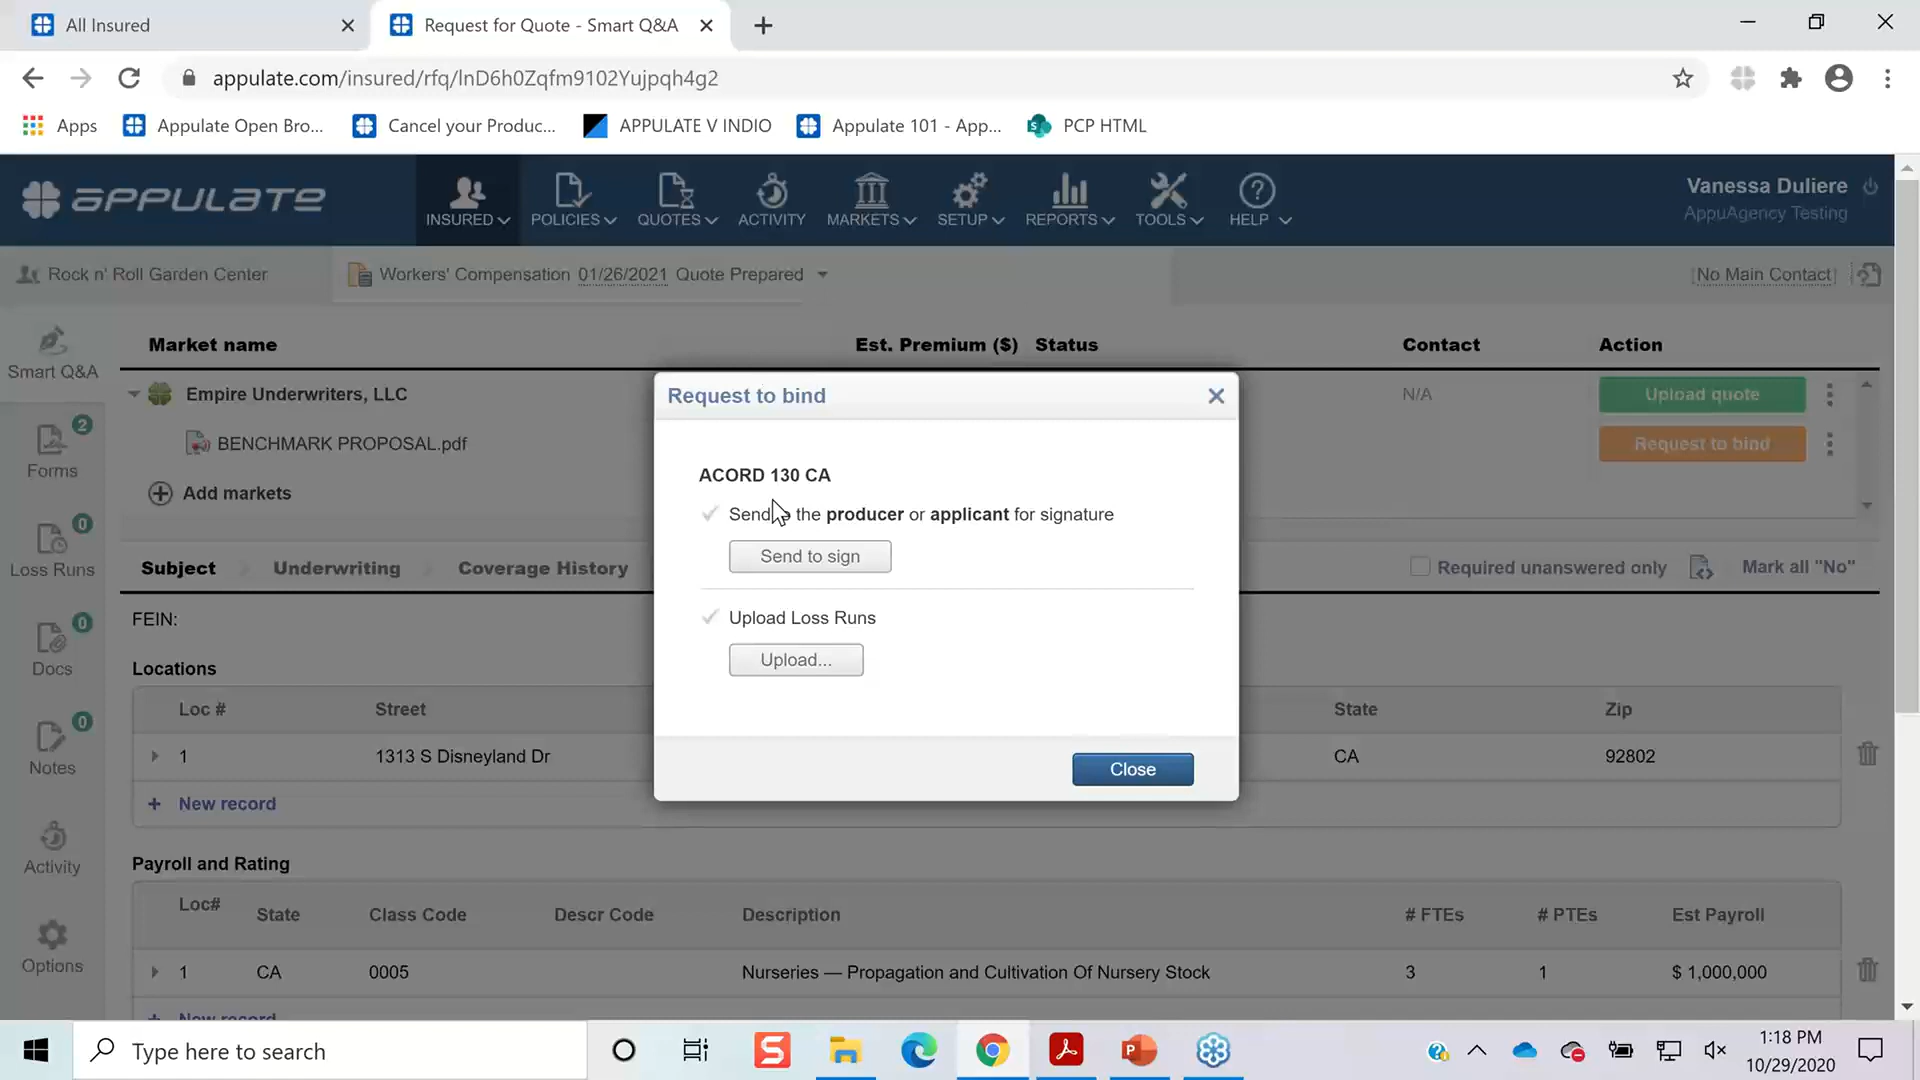 All Insured
Request for Quote - Smart Q&A
appulate.com/insured/rfq/lnD6h0Zqfm9102Yujpqh4g2
Apps
Appulate Open Bro...
Cancel your Produc...
APPULATE V INDIO
Appulate 101 - App...
PCP HTML
APPULATE
INSURED
POLICIES
QUOTES
ACTIVITY
MARKETS
SETUP
REPORTS
TOOLS
HELP
Vanessa Duliere
AppuAgency Testing
Rock n' Roll Garden Center
Workers' Compensation 01/26/2021 Quote Prepared
No Main Contact
Smart Q&A
2
Forms
0
Loss Runs
0
Docs
0
Notes
Activity
Options
Market name
Est. Premium ($)
Status
Contact
Action
Empire Underwriters, LLC
N/A
Upload quote
BENCHMARK PROPOSAL.pdf
Request to bind
Add markets
Request to bind
ACORD 130 CA
Send the producer or applicant for signature
Send to sign
Upload Loss Runs
Upload...
Close
Subject
Underwriting
Coverage History
Required unanswered only
Mark all "No"
FEIN:
Locations
Loc #
Street
State
Zip
1
1313 S Disneyland Dr
CA
92802
+ New record
Payroll and Rating
Loc#
State
Class Code
Descr Code
Description
# FTEs
# PTEs
Est Payroll
1
CA
0005
Nurseries — Propagation and Cultivation Of Nursery Stock
3
1
$ 1,000,000
+ New record
Type here to search
1:18 PM
10/29/2020